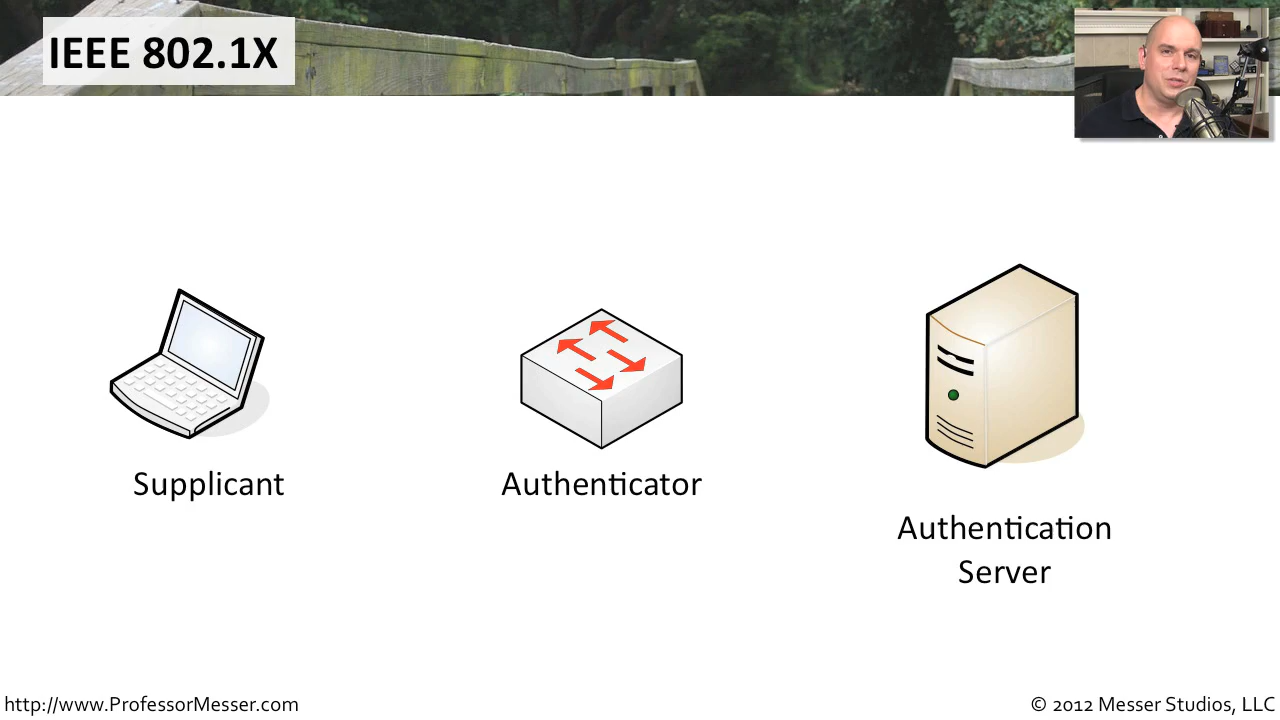 IEEE 802.1X
Supplicant
Authenticator
Authentication
Server
http://www.ProfessorMesser.com
© 2012 Messer Studios, LLC